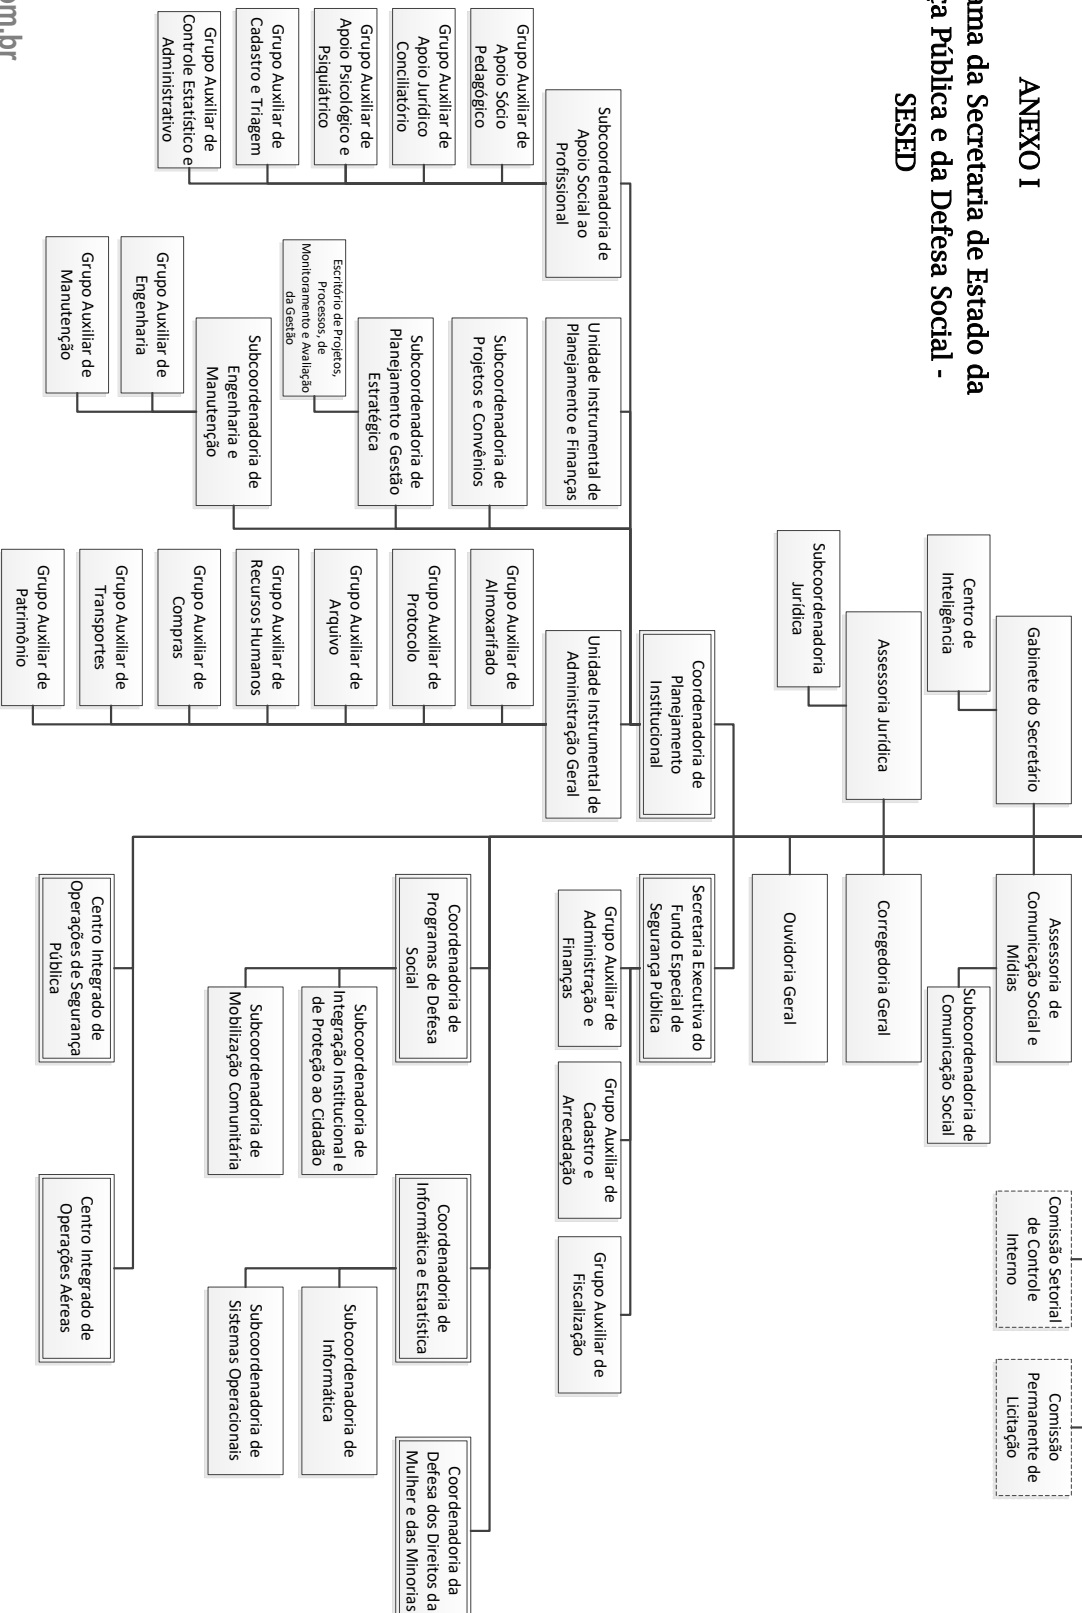 ANEXO I
ama da Secretaria de Estado da
ça Pública e da Defesa Social -
SESED
Gabinete do Secretário
Centro de
Inteligência
Assessoria de
Comunicação Social e
Mídias
Subcoordenadoria de
Comunicação Social
Comissão Setorial
de Controle
Interno
Comissão
Permanente de
Licitação
Assessoria Jurídica
Subcoordenadoria
Jurídica
Corregedoria Geral
Ouvidoria Geral
Coordenadoria de
Planejamento
Institucional
Secretaria Executiva do
Fundo Especial de
Segurança Pública
Grupo Auxiliar de
Administração e
Finanças
Grupo Auxiliar de
Cadastro e
Arrecadação
Grupo Auxiliar de
Fiscalização
Subcoordenadoria de
Apoio Social ao
Profissional
Grupo Auxiliar de
Apoio Sócio
Pedagógico
Grupo Auxiliar de
Apoio Jurídico
Conciliatório
Grupo Auxiliar de
Apoio Psicológico e
Psiquiátrico
Grupo Auxiliar de
Cadastro e Triagem
Grupo Auxiliar de
Controle Estatístico e
Administrativo
Unidade Instrumental de
Planejamento e Finanças
Subcoordenadoria de
Projetos e Convênios
Subcoordenadoria de
Planejamento e Gestão
Estratégica
Escritório de Projetos,
Processos, de
Monitoramento e Avaliação
da Gestão
Subcoordenadoria de
Engenharia e
Manutenção
Grupo Auxiliar de
Engenharia
Grupo Auxiliar de
Manutenção
Unidade Instrumental de
Administração Geral
Grupo Auxiliar de
Almoxarifado
Grupo Auxiliar de
Protocolo
Grupo Auxiliar de
Arquivo
Grupo Auxiliar de
Recursos Humanos
Grupo Auxiliar de
Compras
Grupo Auxiliar de
Transportes
Grupo Auxiliar de
Patrimônio
Coordenadoria de
Programas de Defesa
Social
Subcoordenadoria de
Integração Institucional e
de Proteção ao Cidadão
Subcoordenadoria de
Mobilização Comunitária
Coordenadoria de
Informática e Estatística
Subcoordenadoria de
Informática
Subcoordenadoria de
Sistemas Operacionais
Coordenadoria da
Defesa dos Direitos da
Mulher e das Minorias
Centro Integrado de
Operações de Segurança
Pública
Centro Integrado de
Operações Aéreas
om.br